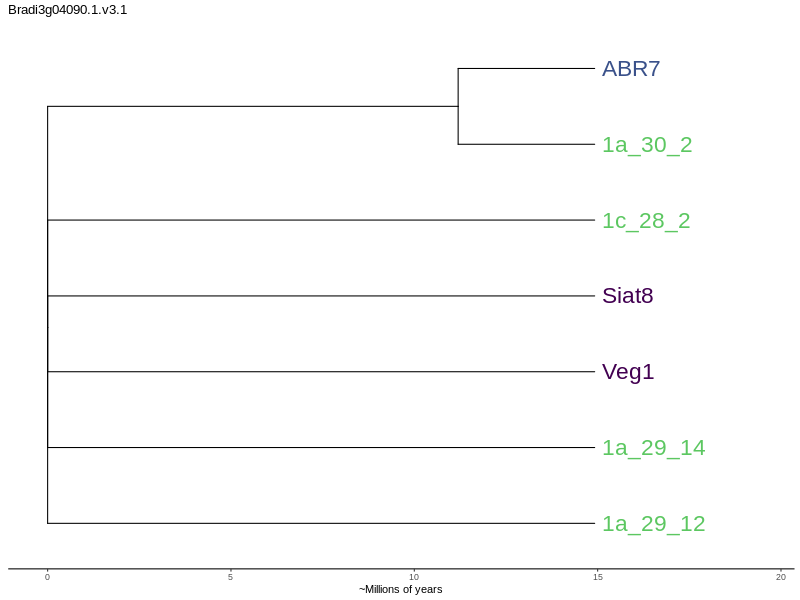 Bradi3g04090.1.v3.1
ABR7
1a_30_2
1c_28_2
Siat8
Veg1
1a_29_14
1a_29_12
0 5 10 15 20
~Millions of years